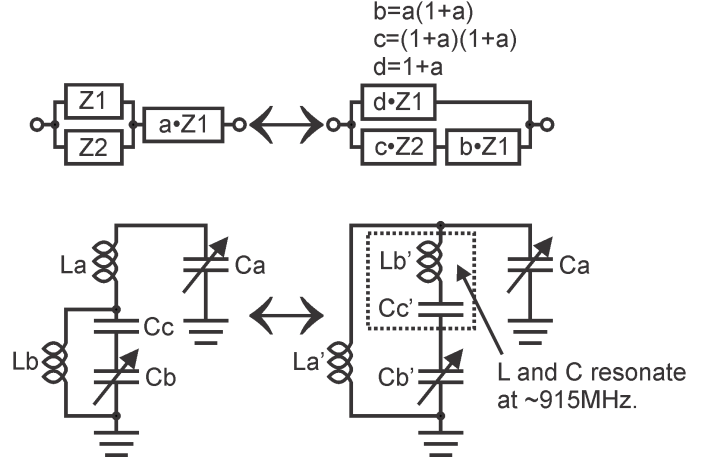 b=a(1+a)
c=(1+a)(1+a)
d=1+a
Z1
Z2
a•Z1
d•Z1
c•Z2
b•Z1
La
Ca
Cc
Lb
Cb
Lb’
Cc’
Ca
La’
Cb’
L and C resonate
at ~915MHz.